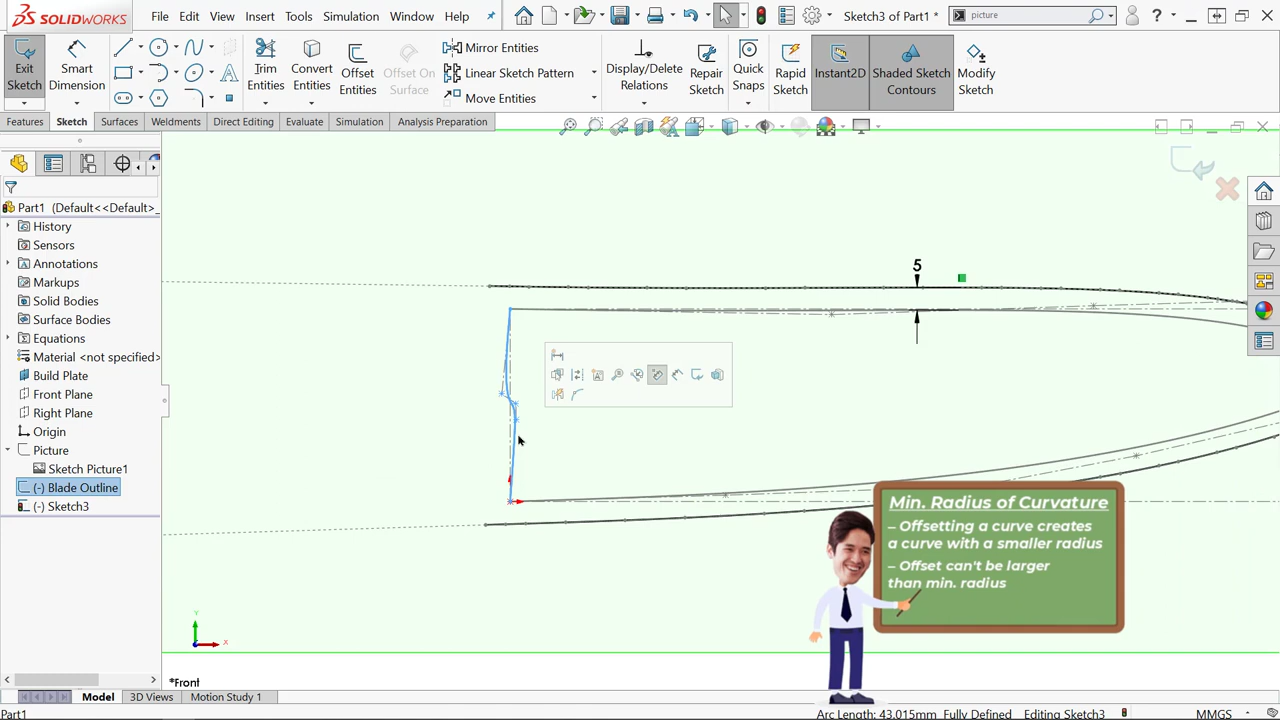 SOLIDWORKS
File Edit View Insert Tools Simulation Window Help
Sketch3 of Part1 *
picture
Exit Sketch
Smart Dimension
Trim Entities
Convert Entities
Offset Entities
Offset On Surface
Mirror Entities
Linear Sketch Pattern
Move Entities
Display/Delete Relations
Repair Sketch
Quick Snaps
Rapid Sketch
Instant2D
Shaded Sketch Contours
Modify Sketch
Features Sketch Surfaces Weldments Direct Editing Evaluate Simulation Analysis Preparation
Part1 (Default<<Default>_
History
Sensors
Annotations
Markups
Solid Bodies
Surface Bodies
Equations
Material <not specified>
Build Plate
Front Plane
Right Plane
Origin
Picture
Sketch Picture1
(-) Blade Outline
(-) Sketch3
5
Min. Radius of Curvature
– Offsetting a curve creates
a curve with a smaller radius
– Offset can't be larger
than min. radius
Y
X
*Front
Model 3D Views Motion Study 1
Part1
Arc Length: 43.015mm Fully Defined Editing Sketch3 MMGS